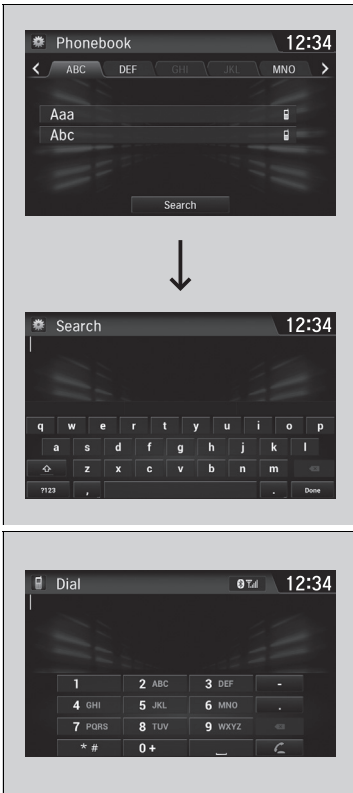 Phonebook 12:34
ABC DEF GHI JKL MNO
Aaa
Abc
Search
Search 12:34
q w e r t y u i o p
a s d f g h j k l
z x c v b n m
?123 , . Done
Dial 12:34
1 2 ABC 3 DEF -
4 GHI 5 JKL 6 MNO .
7 PQRS 8 TUV 9 WXYZ
* # 0 +